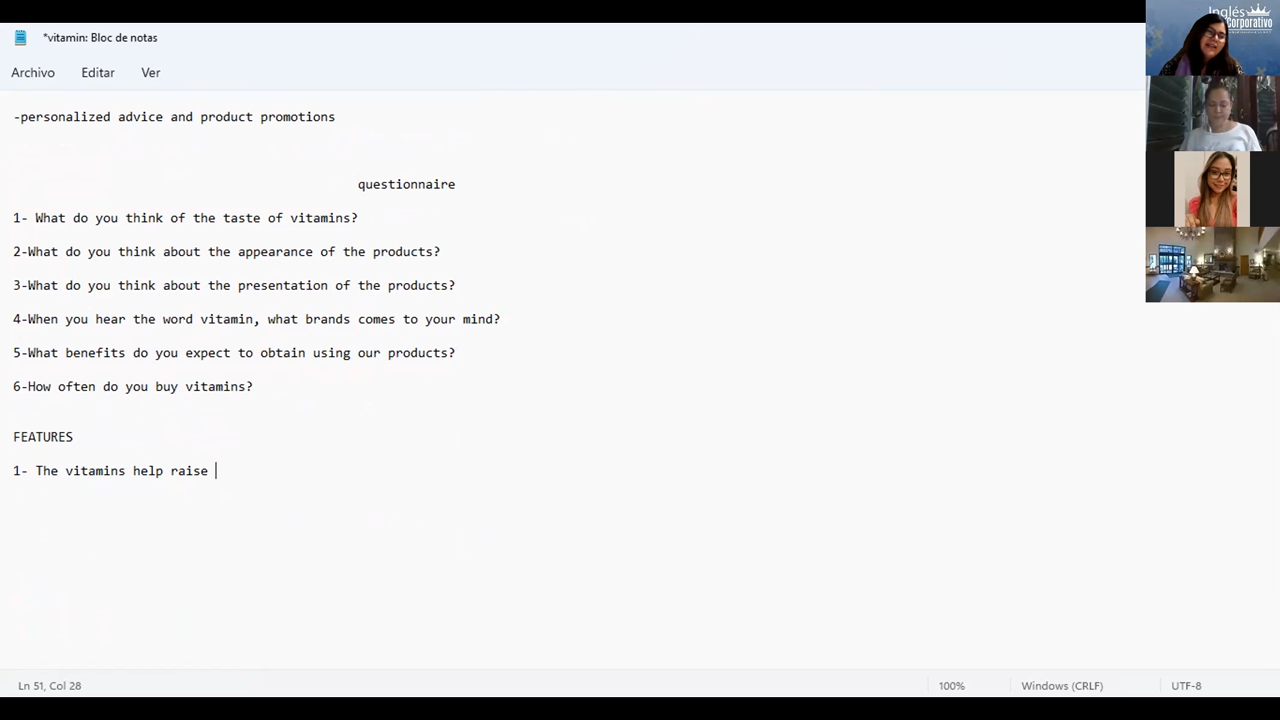 *vitamin: Bloc de notas
Archivo Editar Ver
-personalized advice and product promotions
questionnaire
1- What do you think of the taste of vitamins?
2-What do you think about the appearance of the products?
3-What do you think about the presentation of the products?
4-When you hear the word vitamin, what brands comes to your mind?
5-What benefits do you expect to obtain using our products?
6-How often do you buy vitamins?
FEATURES
1- The vitamins help raise
Ln 51, Col 28
100%
Windows (CRLF)
UTF-8
Inglés
Corporativo